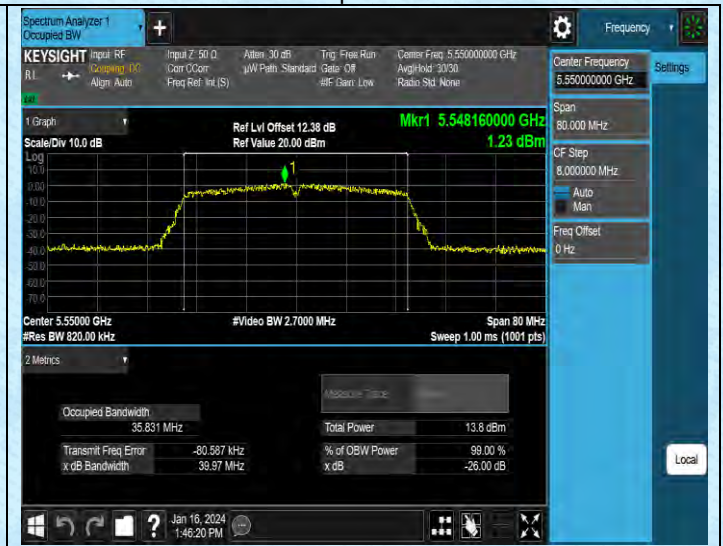 Spectrum Analyzer 1
Occupied BW
+
Frequency
KEYSIGHT
Input: RF
Coupling: DC
Align: Auto
Input Z: 50 Ω
Corr CCorr
Freq Ref: Int (S)
Atten: 30 dB
µW Path: Standard
Trig: Free Run
Gate: Off
#IF Gain: Low
Center Freq: 5.550000000 GHz
Avg|Hold: 30/30
Radio Std: None
RL
Center Frequency
5.550000000 GHz
Settings
Span
80.000 MHz
CF Step
8.000000 MHz
Auto
Man
Freq Offset
0 Hz
1 Graph
Scale/Div 10.0 dB
Ref Lvl Offset 12.38 dB
Ref Value 20.00 dBm
Mkr1 5.548160000 GHz
1.23 dBm
Log
10.0
0.00
-10.0
-20.0
-30.0
-40.0
-50.0
-60.0
-70.0
1
Center 5.55000 GHz
#Res BW 820.00 kHz
#Video BW 2.7000 MHz
Span 80 MHz
Sweep 1.00 ms (1001 pts)
2 Metrics
Measure Trace
Occupied Bandwidth
35.831 MHz
Total Power 13.8 dBm
Transmit Freq Error -80.587 kHz
% of OBW Power 99.00 %
x dB Bandwidth 39.97 MHz
x dB -26.00 dB
Local
?
Jan 16, 2024
1:46:20 PM